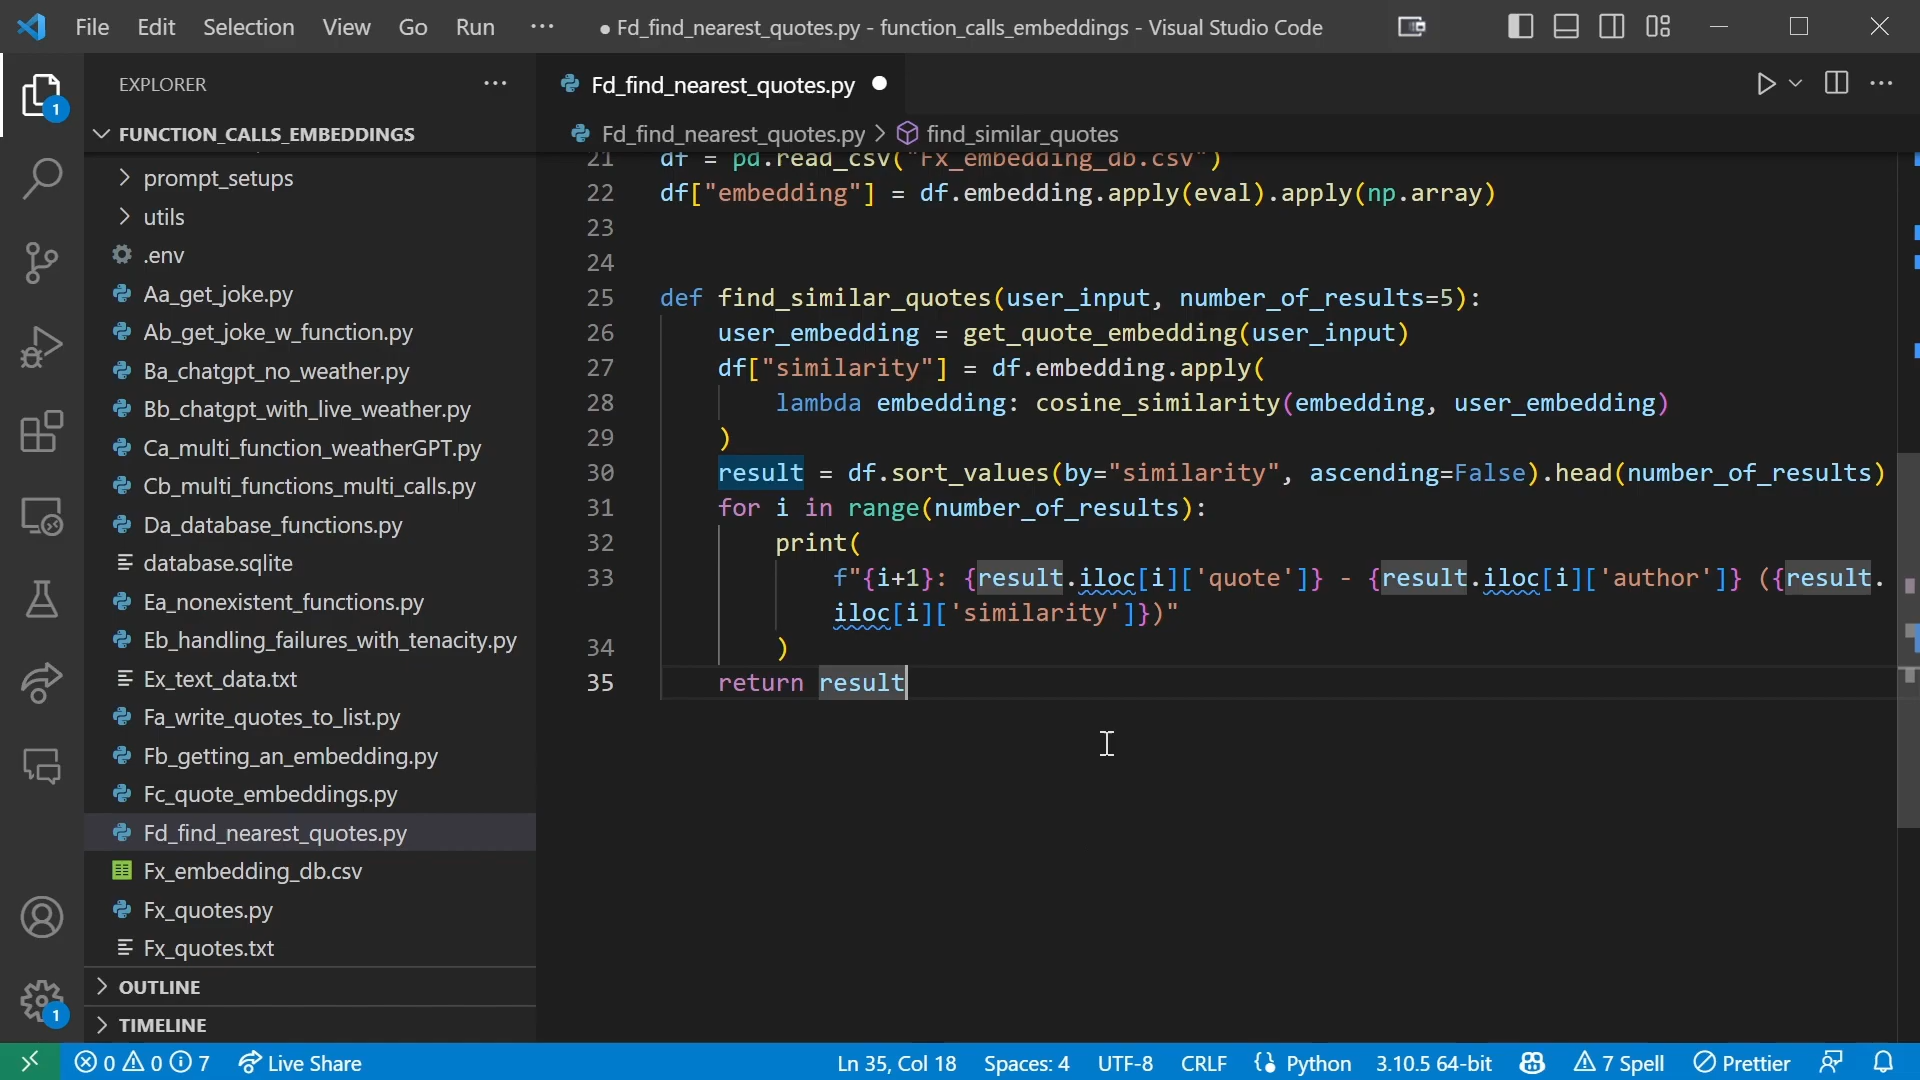 File Edit Selection View Go Run ··· ● Fd_find_nearest_quotes.py - function_calls_embeddings - Visual Studio Code
EXPLORER ···
FUNCTION_CALLS_EMBEDDINGS
prompt_setups
utils
.env
Aa_get_joke.py
Ab_get_joke_w_function.py
Ba_chatgpt_no_weather.py
Bb_chatgpt_with_live_weather.py
Ca_multi_function_weatherGPT.py
Cb_multi_functions_multi_calls.py
Da_database_functions.py
database.sqlite
Ea_nonexistent_functions.py
Eb_handling_failures_with_tenacity.py
Ex_text_data.txt
Fa_write_quotes_to_list.py
Fb_getting_an_embedding.py
Fc_quote_embeddings.py
Fd_find_nearest_quotes.py
Fx_embedding_db.csv
Fx_quotes.py
Fx_quotes.txt
OUTLINE
TIMELINE
1
1
Fd_find_nearest_quotes.py ●
Fd_find_nearest_quotes.py > find_similar_quotes
21 df = pd.read_csv("Fx_embedding_db.csv")
22 df["embedding"] = df.embedding.apply(eval).apply(np.array)
23
24
25 def find_similar_quotes(user_input, number_of_results=5):
26 user_embedding = get_quote_embedding(user_input)
27 df["similarity"] = df.embedding.apply(
28 lambda embedding: cosine_similarity(embedding, user_embedding)
29 )
30 result = df.sort_values(by="similarity", ascending=False).head(number_of_results)
31 for i in range(number_of_results):
32 print(
33 f"{i+1}: {result.iloc[i]['quote']} - {result.iloc[i]['author']} ({result.
iloc[i]['similarity']})"
34 )
35 return result
0 0 7 Live Share Ln 35, Col 18 Spaces: 4 UTF-8 CRLF Python 3.10.5 64-bit 7 Spell Prettier